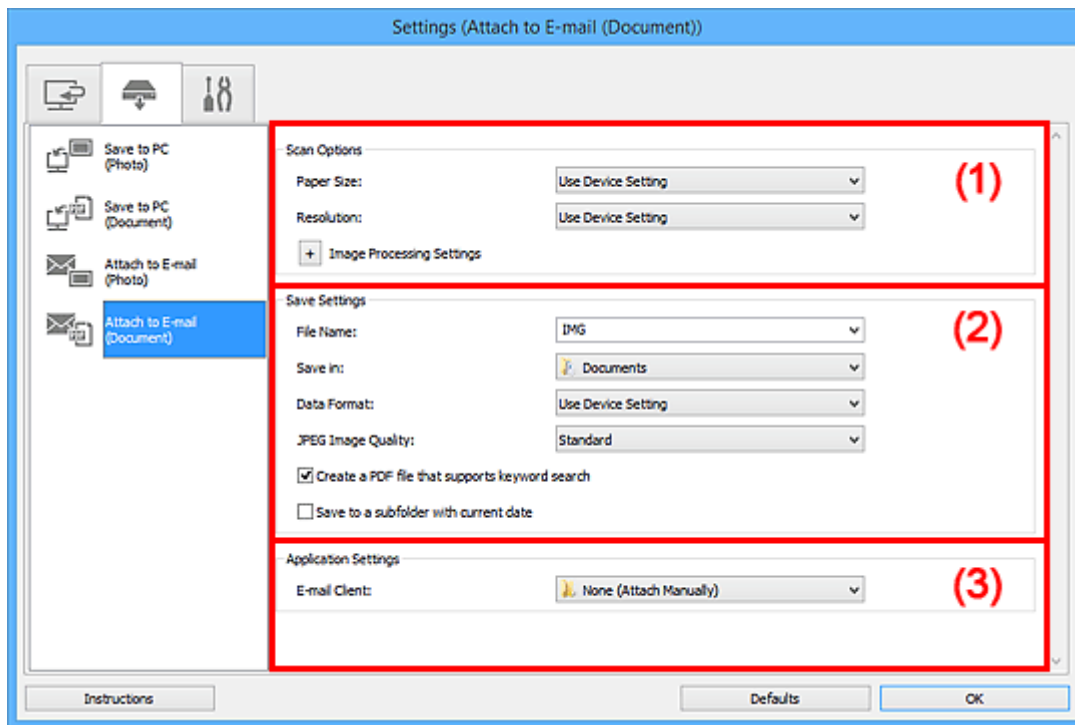 Settings (Attach to E-mail (Document))
Save to PC
(Photo)
Save to PC
(Document)
Attach to E-mail
(Photo)
Attach to E-mail
(Document)
Scan Options
(1)
Paper Size: Use Device Setting
Resolution: Use Device Setting
+ Image Processing Settings
Save Settings
(2)
File Name: IMG
Save in: Documents
Data Format: Use Device Setting
JPEG Image Quality: Standard
Create a PDF file that supports keyword search
Save to a subfolder with current date
Application Settings
(3)
E-mail Client: None (Attach Manually)
Instructions Defaults OK